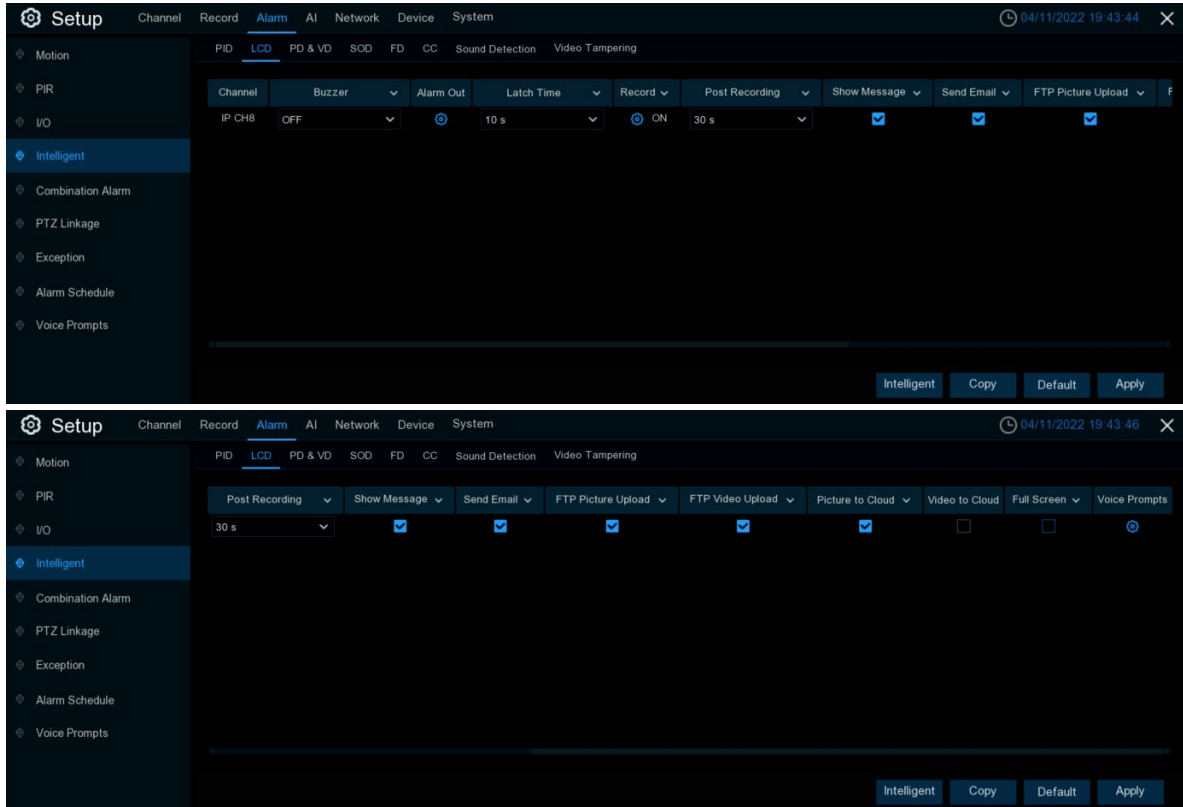 Setup Channel Record Alarm AI Network Device System 04/11/2022 19:43:44
PID LCD PD & VD SOD FD CC Sound Detection Video Tampering
Motion
PIR
I/O
Intelligent
Combination Alarm
PTZ Linkage
Exception
Alarm Schedule
Voice Prompts
Channel Buzzer Alarm Out Latch Time Record Post Recording Show Message Send Email FTP Picture Upload F
IP CH8 OFF 10 s ON 30 s
Intelligent Copy Default Apply
Setup Channel Record Alarm AI Network Device System 04/11/2022 19:43:46
PID LCD PD & VD SOD FD CC Sound Detection Video Tampering
Motion
PIR
I/O
Intelligent
Combination Alarm
PTZ Linkage
Exception
Alarm Schedule
Voice Prompts
Post Recording Show Message Send Email FTP Picture Upload FTP Video Upload Picture to Cloud Video to Cloud Full Screen Voice Prompts
30 s
Intelligent Copy Default Apply